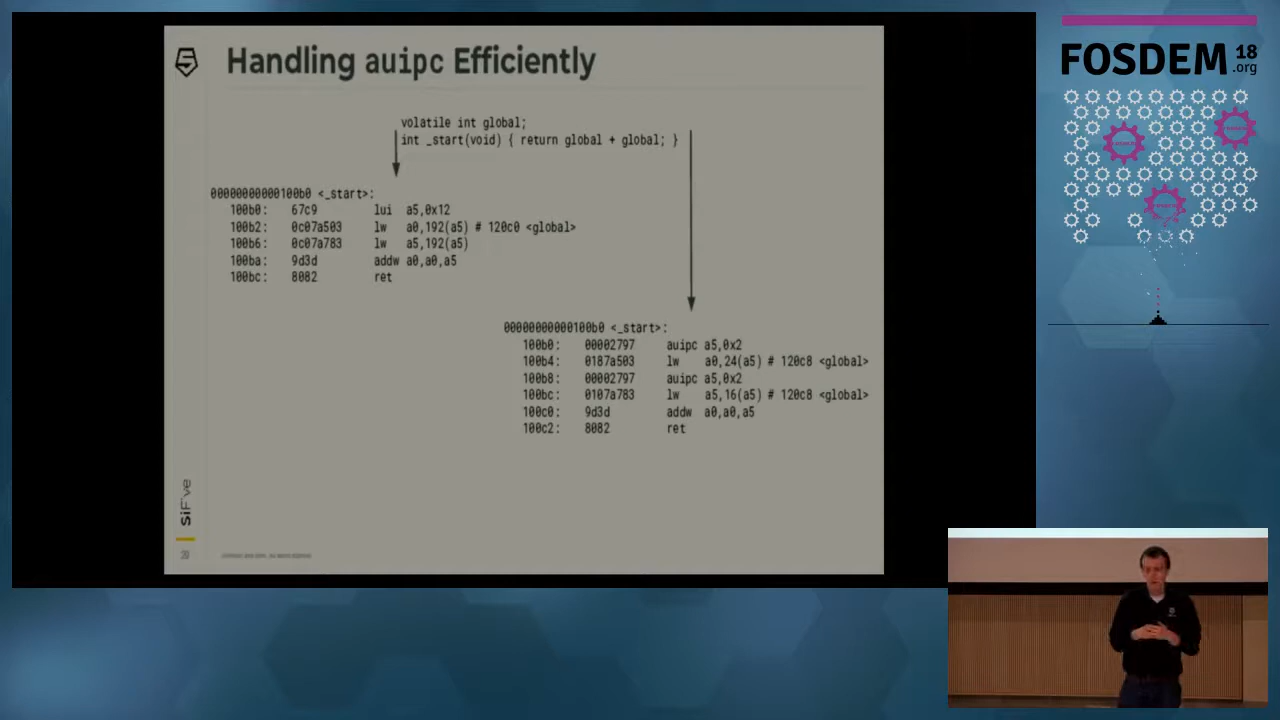 Handling auipc Efficiently
volatile int global;
int _start(void) { return global + global; }
00000000000100b0 <_start>:
100b0: 67c9 lui a5,0x12
100b2: 0c07a503 lw a0,192(a5) # 120c0 <global>
100b6: 0c07a783 lw a5,192(a5)
100ba: 9d3d addw a0,a0,a5
100bc: 8082 ret
00000000000100b0 <_start>:
100b0: 00002797 auipc a5,0x2
100b4: 0187a503 lw a0,24(a5) # 120c8 <global>
100b8: 00002797 auipc a5,0x2
100bc: 0107a783 lw a5,16(a5) # 120c8 <global>
100c0: 9d3d addw a0,a0,a5
100c2: 8082 ret
SiFive
FOSDEM 18
.org